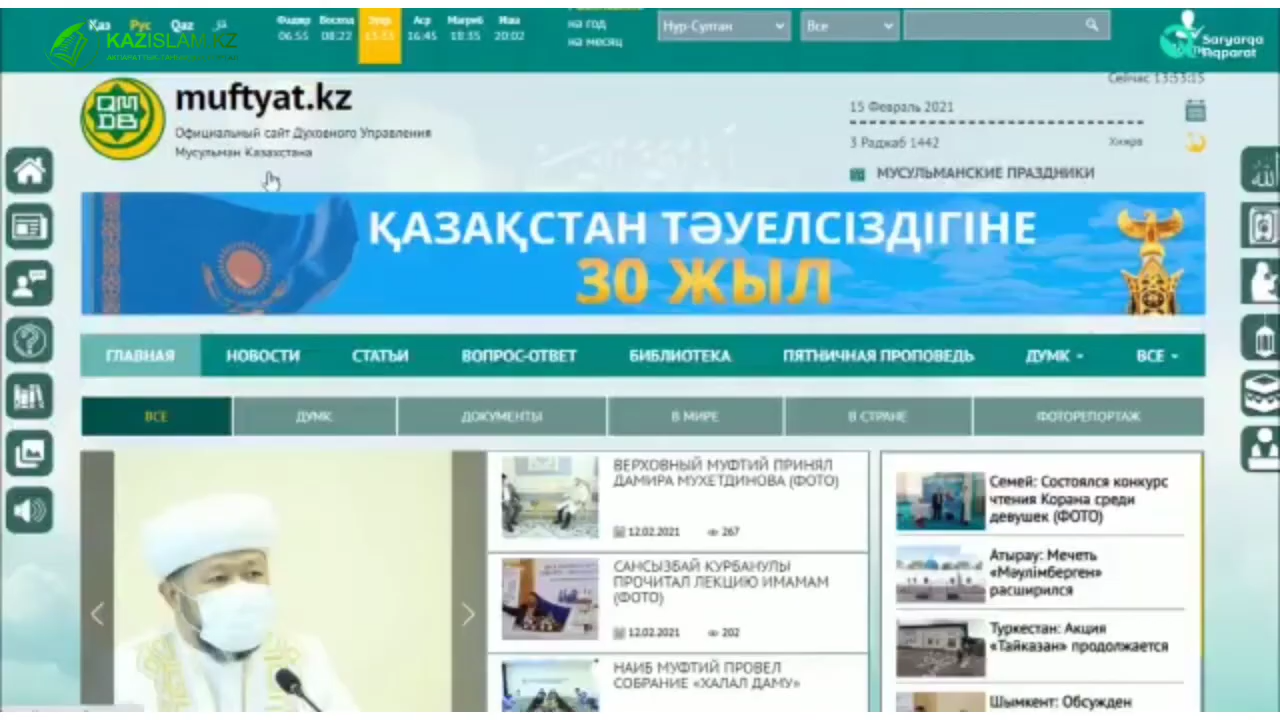 Қаз Рус Qaz
Фаджр Восход Зухр Аср Магриб Иша
06:55 08:22 13:33 16:45 18:35 20:02
на год
на месяц
Нур-Султан
Все
KAZISLAM.KZ
Saryarqa
Aqparat
Сейчас 13:53:15
QMDB
muftyat.kz
Официальный сайт Духовного Управления
Мусульман Казахстана
15 Февраль 2021
3 Раджаб 1442 Хиджра
МУСУЛЬМАНСКИЕ ПРАЗДНИКИ
ҚАЗАҚСТАН ТӘУЕЛСІЗДІГІНЕ
30 ЖЫЛ
ГЛАВНАЯ НОВОСТИ СТАТЬИ ВОПРОС-ОТВЕТ БИБЛИОТЕКА ПЯТНИЧНАЯ ПРОПОВЕДЬ ДУМК ВСЕ
ВСЕ ДУМК ДОКУМЕНТЫ В МИРЕ В СТРАНЕ ФОТОРЕПОРТАЖ
ВЕРХОВНЫЙ МУФТИЙ ПРИНЯЛ
ДАМИРА МУХЕТДИНОВА (ФОТО)
12.02.2021 267
САНСЫЗБАЙ КУРБАНУЛЫ
ПРОЧИТАЛ ЛЕКЦИЮ ИМАМАМ
(ФОТО)
12.02.2021 202
НАИБ МУФТИЙ ПРОВЕЛ
СОБРАНИЕ «ХАЛАЛ ДАМУ»
Семей: Состоялся конкурс
чтения Корана среди
девушек (ФОТО)
Атырау: Мечеть
«Мәулімберген»
расширился
Туркестан: Акция
«Тайказан» продолжается
Шымкент: Обсужден